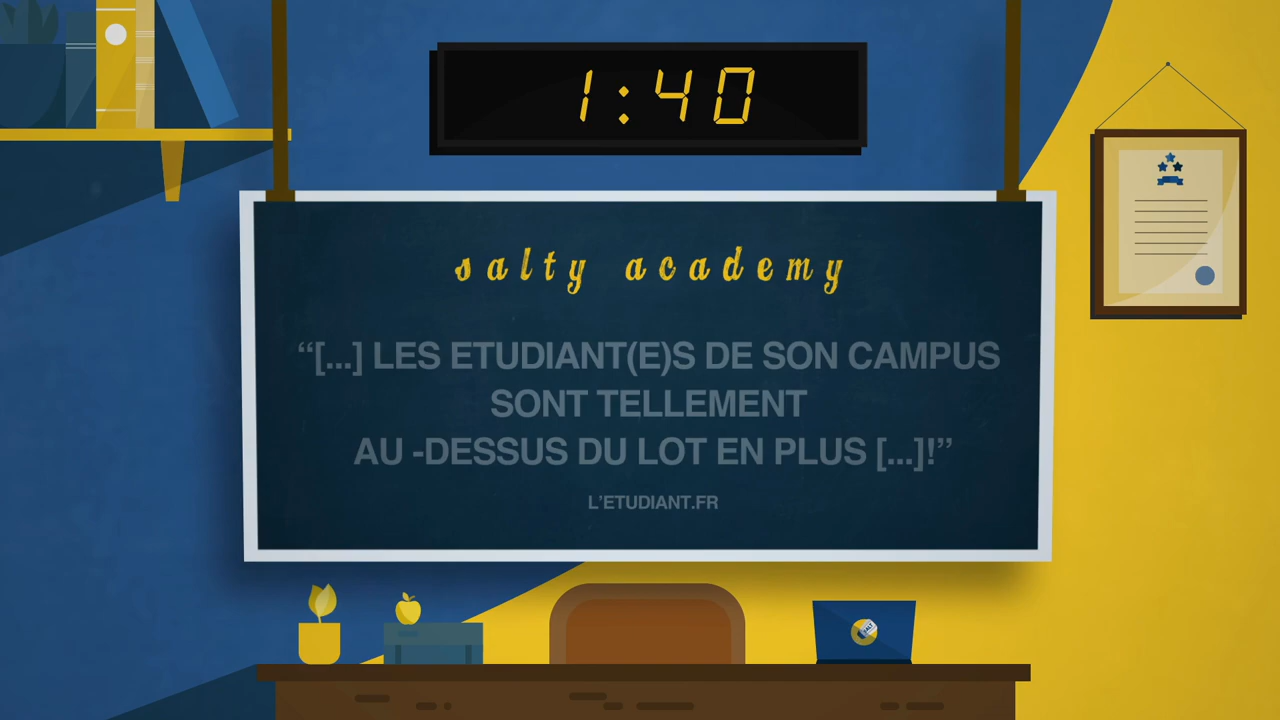 1:40
salty academy
“[...] LES ETUDIANT(E)S DE SON CAMPUS
SONT TELLEMENT
AU -DESSUS DU LOT EN PLUS [...]!”
L'ETUDIANT.FR